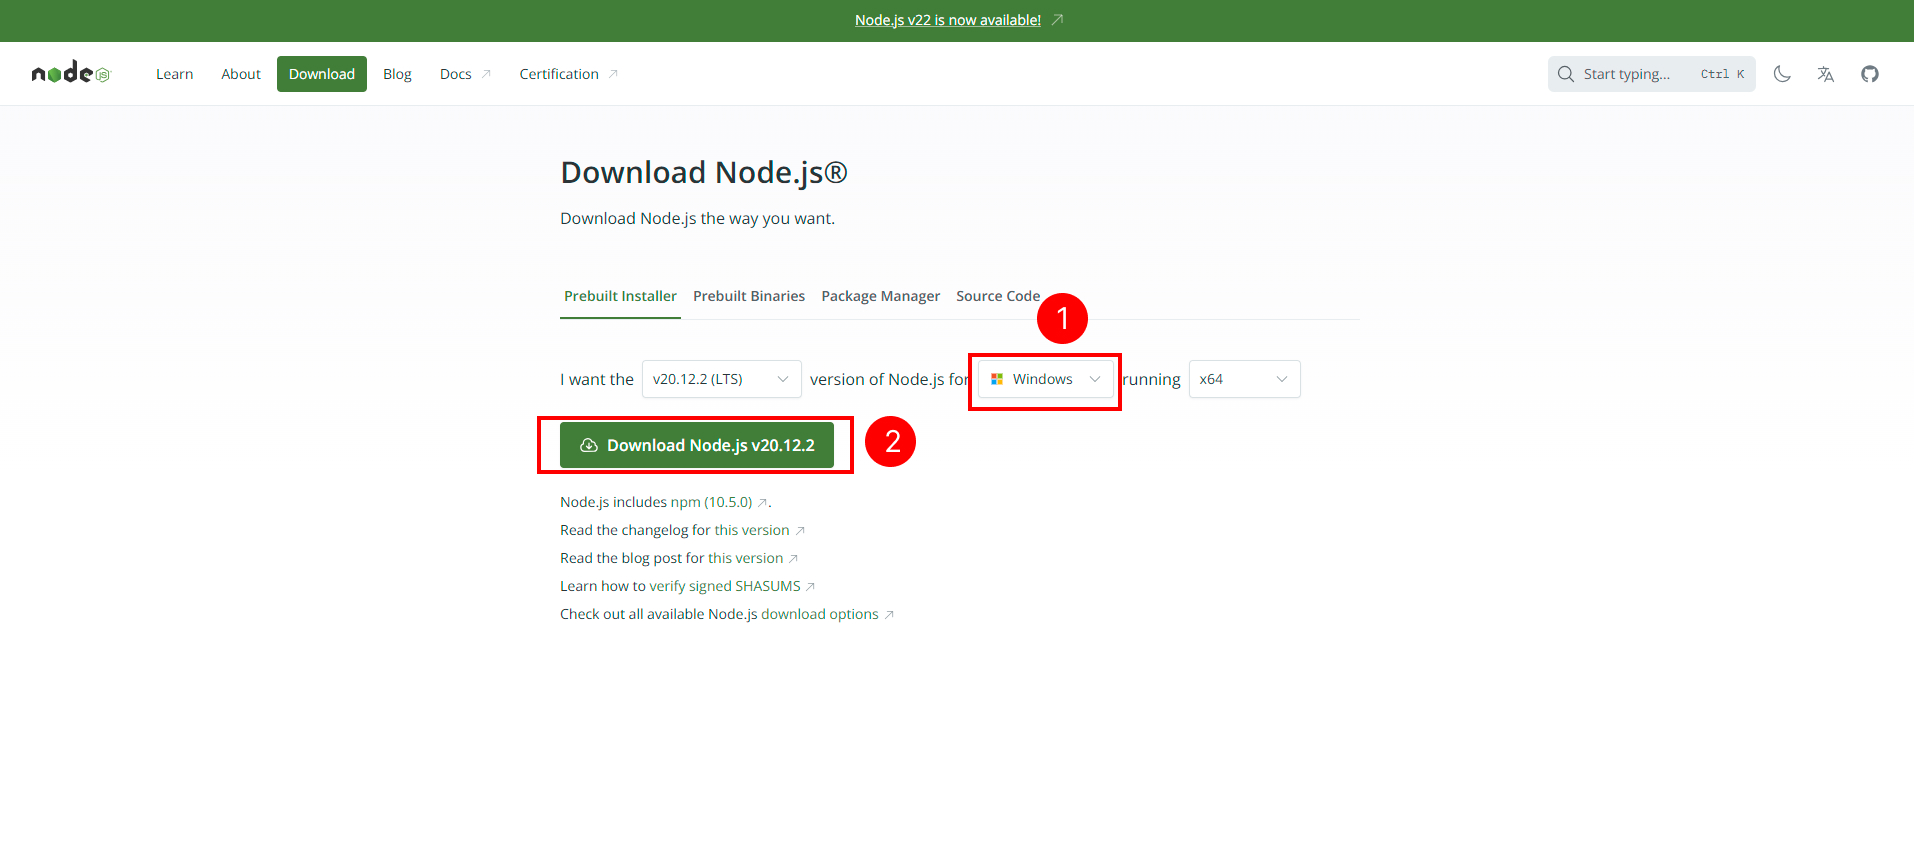 Node.js v22 is now available!
node js
Learn About Download Blog Docs Certification Start typing... Ctrl K
Download Node.js®
Download Node.js the way you want.
Prebuilt Installer Prebuilt Binaries Package Manager Source Code
1
I want the v20.12.2 (LTS) version of Node.js for Windows running x64
Download Node.js v20.12.2 2
Node.js includes npm (10.5.0) .
Read the changelog for this version
Read the blog post for this version
Learn how to verify signed SHASUMS
Check out all available Node.js download options